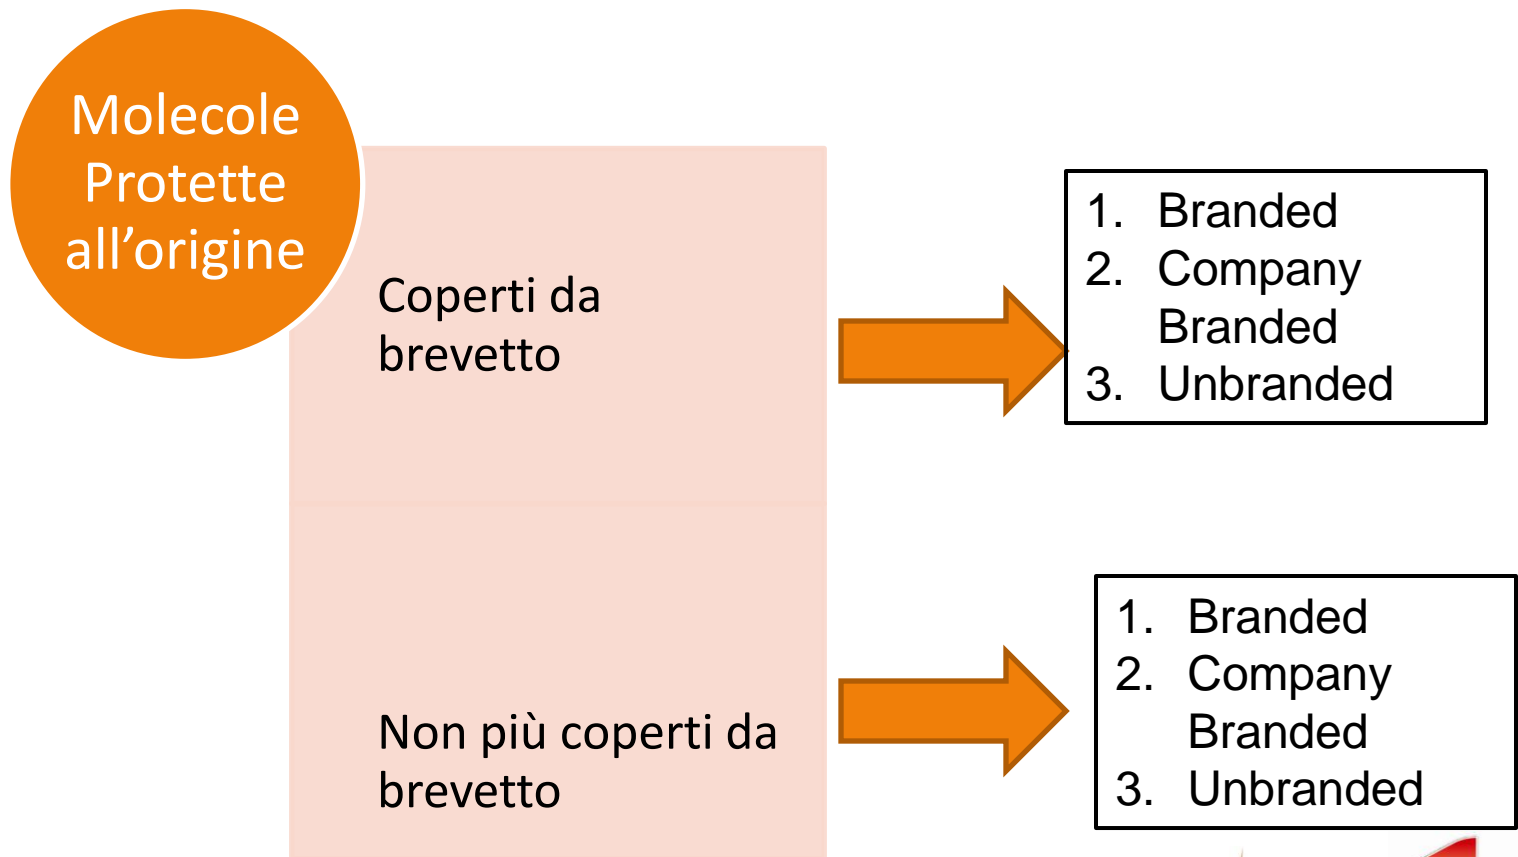 Molecole
Protette
all’origine
Coperti da
brevetto
1. Branded
2. Company
Branded
3. Unbranded
Non più coperti da
brevetto
1. Branded
2. Company
Branded
3. Unbranded